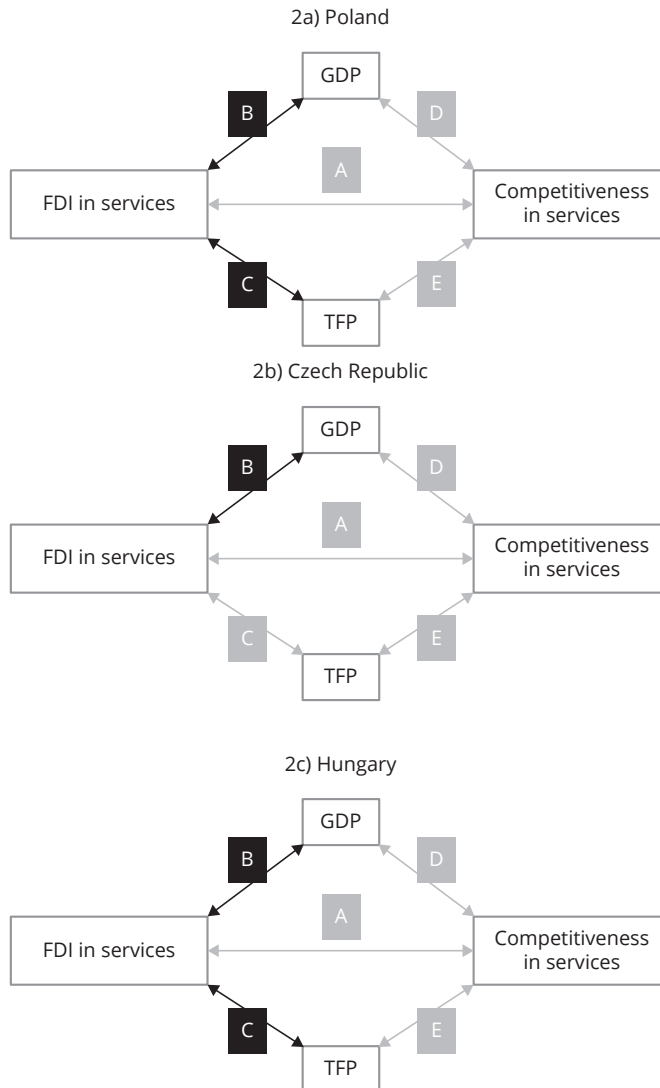 2a) Poland
GDP
B
D
A
FDI in services
Competitiveness
in services
C
E
TFP
2b) Czech Republic
GDP
B
D
A
FDI in services
Competitiveness
in services
C
E
TFP
2c) Hungary
GDP
B
D
A
FDI in services
Competitiveness
in services
C
E
TFP